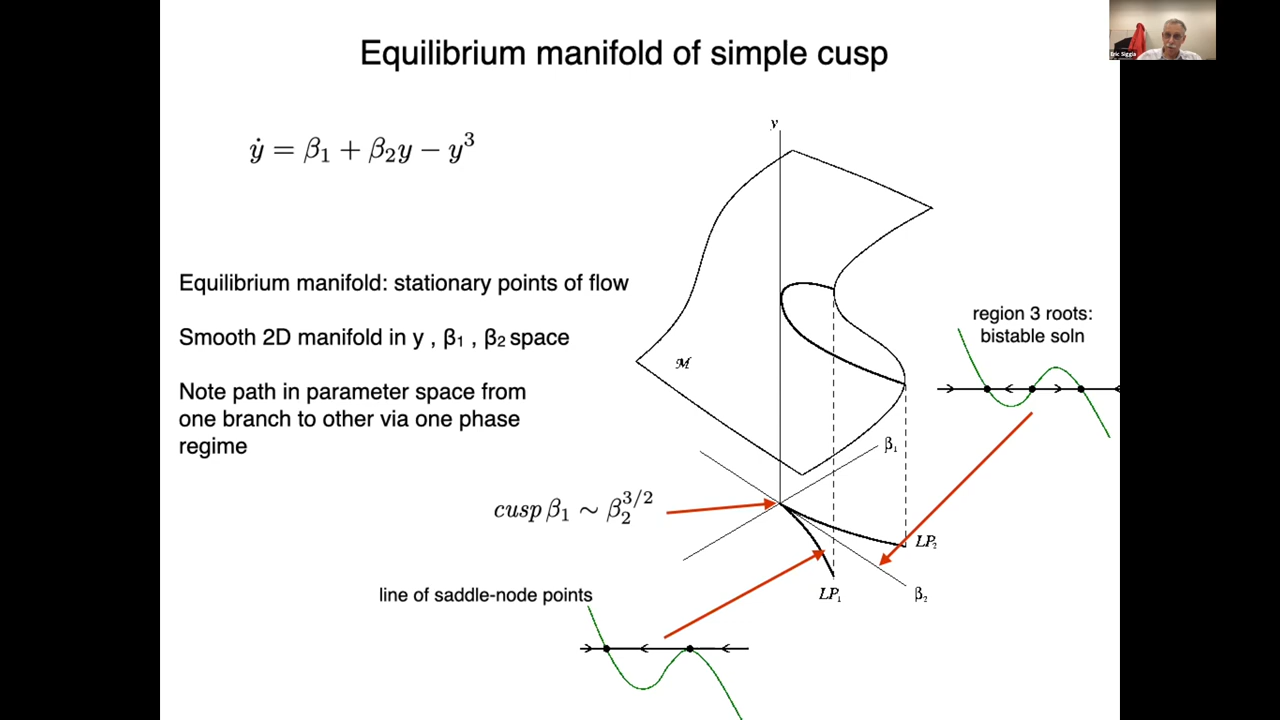 Equilibrium manifold of simple cusp
Eric Siggia
ẏ = β₁ + β₂y − y³
y
Equilibrium manifold: stationary points of flow
Smooth 2D manifold in y , β₁ , β₂ space
Note path in parameter space from
one branch to other via one phase
regime
ℳ
region 3 roots:
bistable soln
β₁
cusp β₁ ∼ β₂^{3/2}
LP₂
line of saddle-node points
LP₁
β₂